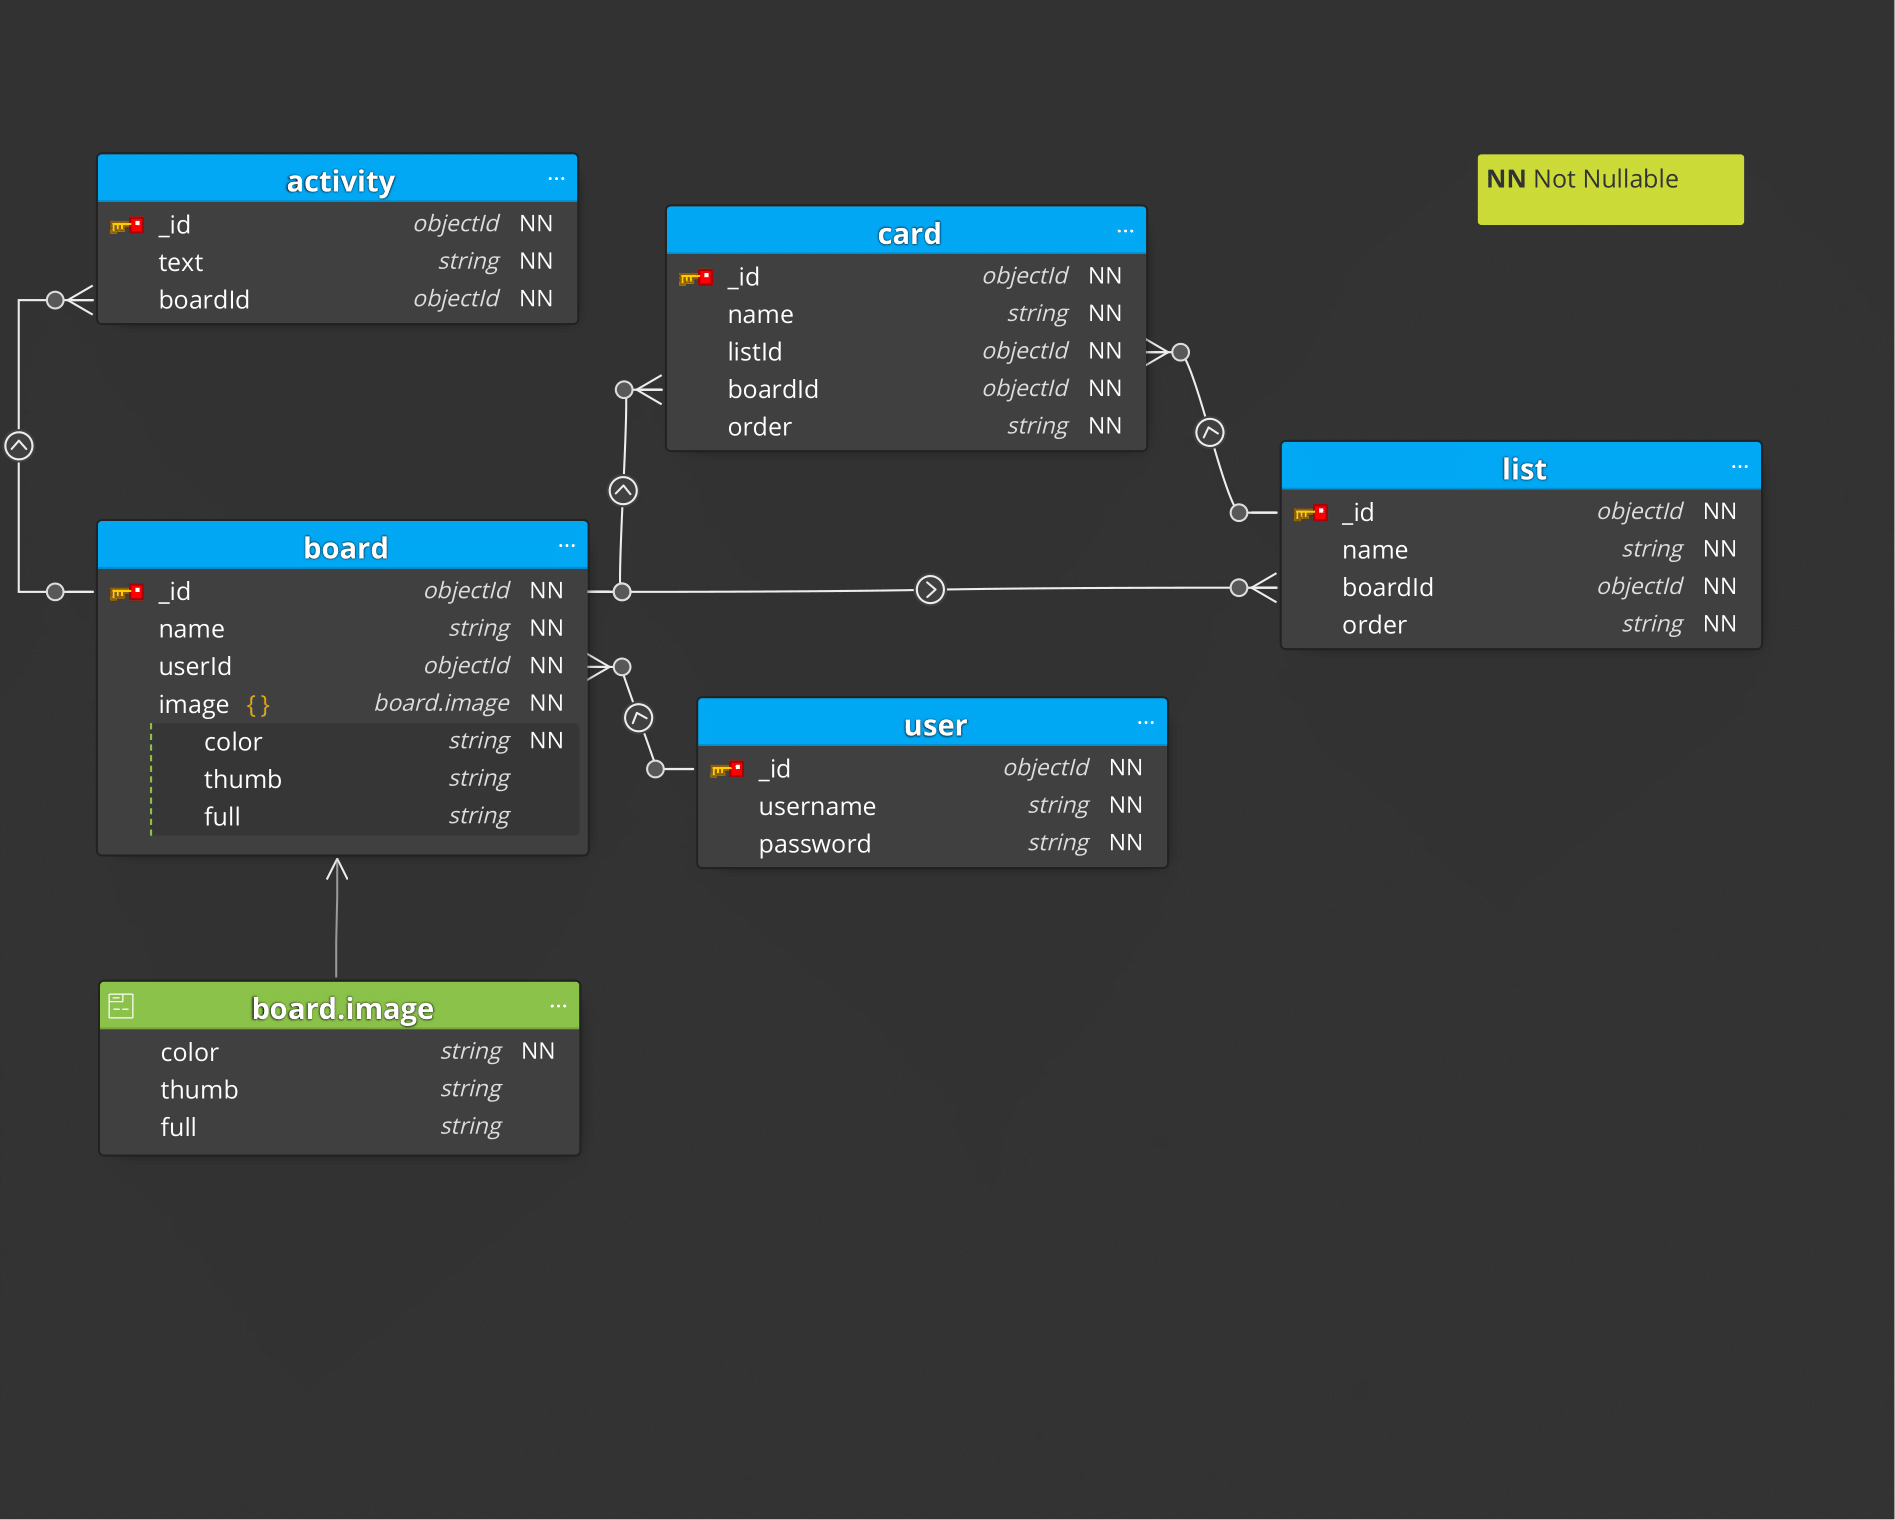 activity ...
_id objectId NN
text string NN
boardId objectId NN
card ...
_id objectId NN
name string NN
listId objectId NN
boardId objectId NN
order string NN
NN Not Nullable
list ...
_id objectId NN
name string NN
boardId objectId NN
order string NN
board ...
_id objectId NN
name string NN
userId objectId NN
image {} board.image NN
color string NN
thumb string
full string
user ...
_id objectId NN
username string NN
password string NN
board.image ...
color string NN
thumb string
full string